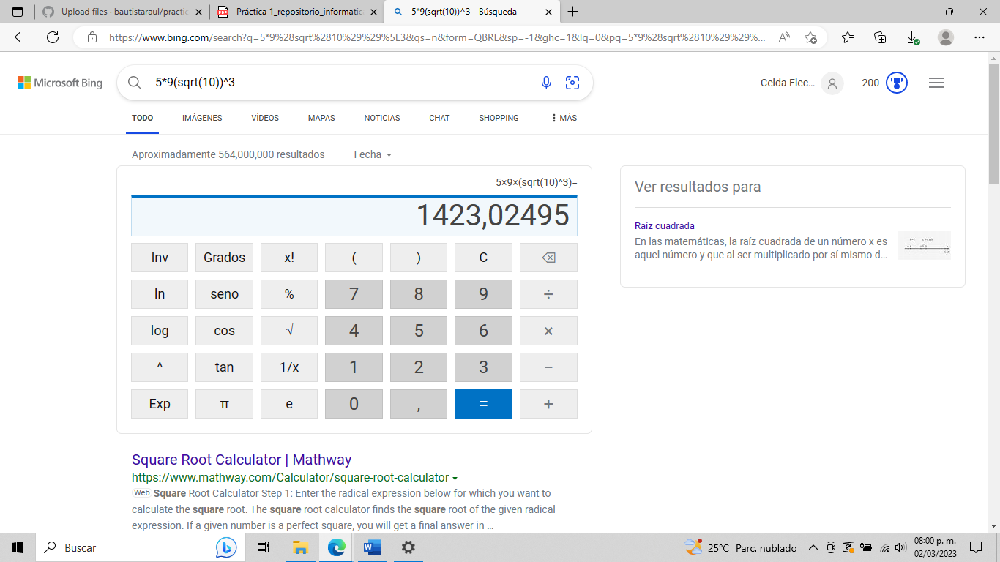 Upload files · bautistaraul/practic
Práctica 1_repositorio_informatica
5*9(sqrt(10))^3 - Búsqueda
https://www.bing.com/search?q=5*9%28sqrt%2810%29%29%5E3&qs=n&form=QBRE&sp=-1&ghc=1&lq=0&pq=5*9%28sqrt%2810%29%29%...
Microsoft Bing
5*9(sqrt(10))^3
Celda Elec...
200
TODO IMÁGENES VÍDEOS MAPAS NOTICIAS CHAT SHOPPING MÁS
Aproximadamente 564,000,000 resultados Fecha
5×9×(sqrt(10)^3)=
1423,02495
Inv Grados x! ( ) C
ln seno % 7 8 9 ÷
log cos √ 4 5 6 ×
^ tan 1/x 1 2 3 −
Exp π e 0 , = +
Ver resultados para
Raíz cuadrada
En las matemáticas, la raíz cuadrada de un número x es
aquel número y que al ser multiplicado por sí mismo d...
Square Root Calculator | Mathway
https://www.mathway.com/Calculator/square-root-calculator
Web Square Root Calculator Step 1: Enter the radical expression below for which you want to
calculate the square root. The square root calculator finds the square root of the given radical
expression. If a given number is a perfect square, you will get a final answer in ...
Buscar
25°C Parc. nublado
08:00 p. m.
02/03/2023